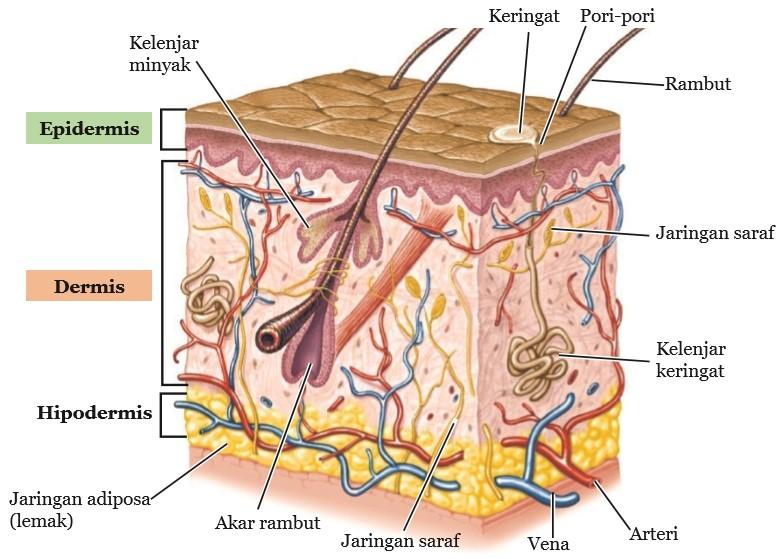 Keringat
Pori-pori
Kelenjar
minyak
Rambut
Epidermis
Jaringan saraf
Dermis
Kelenjar
keringat
Hipodermis
Jaringan adiposa
(lemak)
Akar rambut
Jaringan saraf
Vena
Arteri